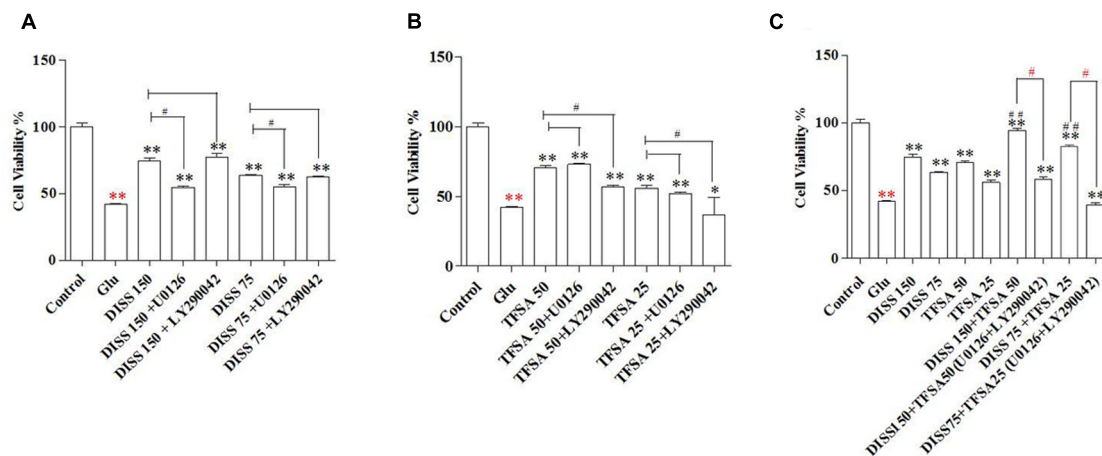 A
150
100
50
0
Cell Viability %
**
**
**
**
**
**
**
#
#
Control
Glu
DISS 150
DISS 150 +U0126
DISS 150 + LY290042
DISS 75
DISS 75 +U0126
DISS 75 +LY290042
B
150
100
50
0
Cell Viability %
**
**
**
**
**
**
*
#
#
Control
Glu
TFSA 50
TFSA 50+U0126
TFSA 50+LY290042
TFSA 25
TFSA 25 +U0126
TFSA 25+LY290042
C
150
100
50
0
Cell Viability %
**
**
**
**
**
##
**
**
##
**
**
#
#
Control
Glu
DISS 150
DISS 75
TFSA 50
TFSA 25
DISS 150+TFSA 50
DISS150+TFSA50 (U0126+LY290042)
DISS 75 +TFSA 25
DISS75+TFSA25 (U0126+LY290042)